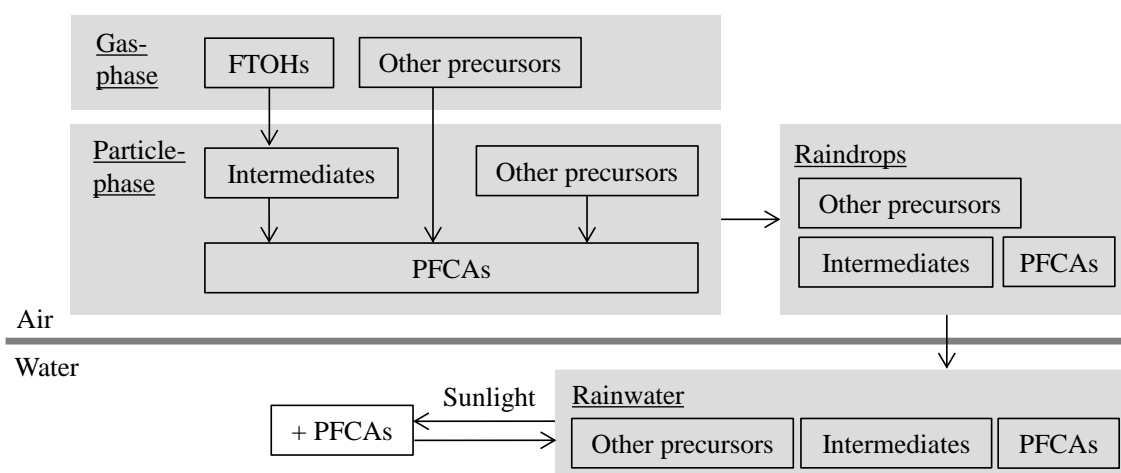 Gas-
phase
FTOHs
Other precursors
Particle-
phase
Intermediates
Other precursors
PFCAs
Raindrops
Other precursors
Intermediates
PFCAs
Air
Water
Sunlight
+ PFCAs
Rainwater
Other precursors
Intermediates
PFCAs